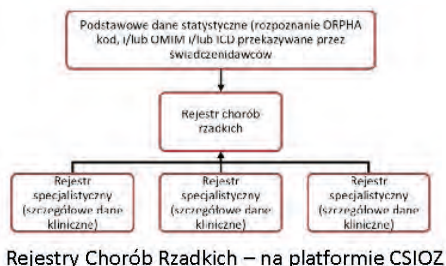 Podstawowe dane statystyczne (rozpoznanie ORPHA
kod, i/lub OMIM i/lub ICD przekazywane przez
świadczeniodawców
Rejestr chorób
rzadkich
Rejestr
specjalistyczny
(szczegółowe dane
kliniczne)
Rejestr
specjalistyczny
(szczegółowe dane
kliniczne)
Rejestr
specjalistyczny
(szczegółowe dane
kliniczne)
Rejestry Chorób Rzadkich – na platformie CSIOZ